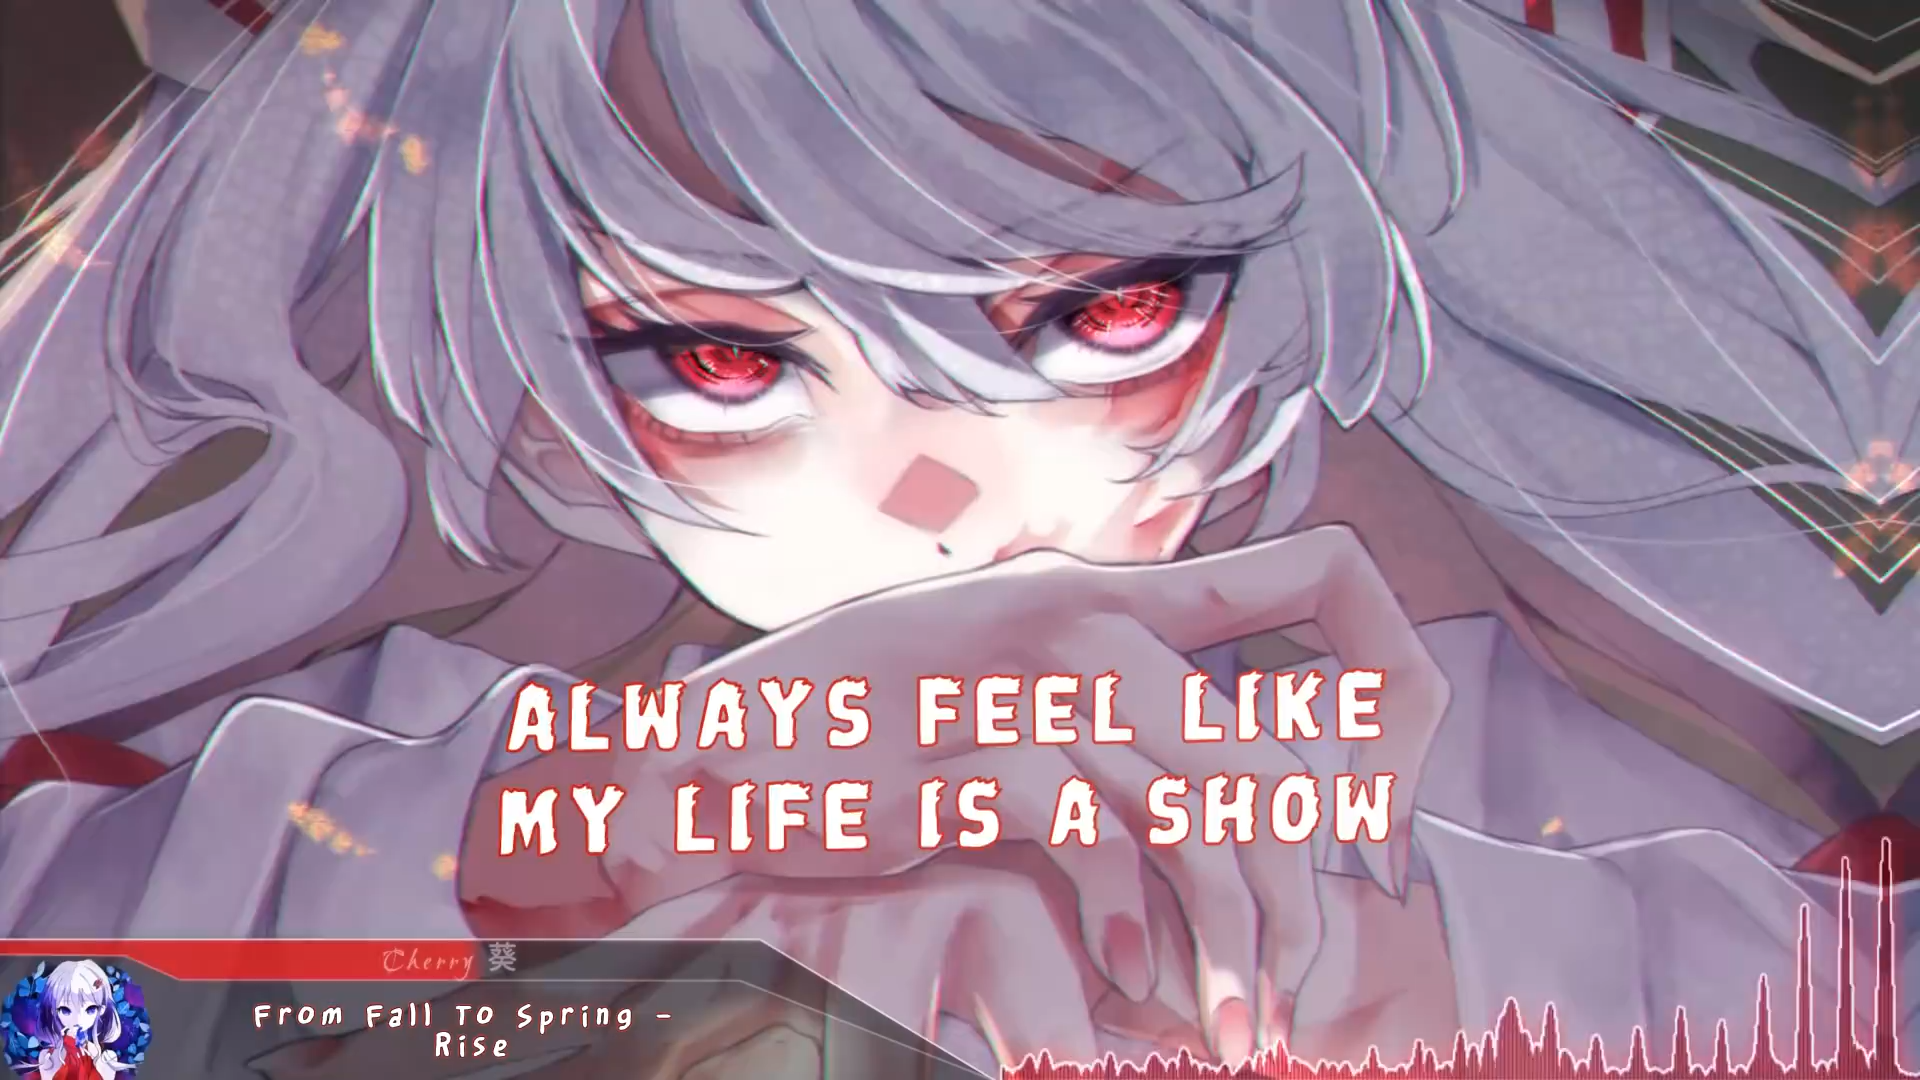 ALWAYS FEEL LIKE
MY LIFE IS A SHOW
Cherry 葵
From Fall To Spring -
Rise